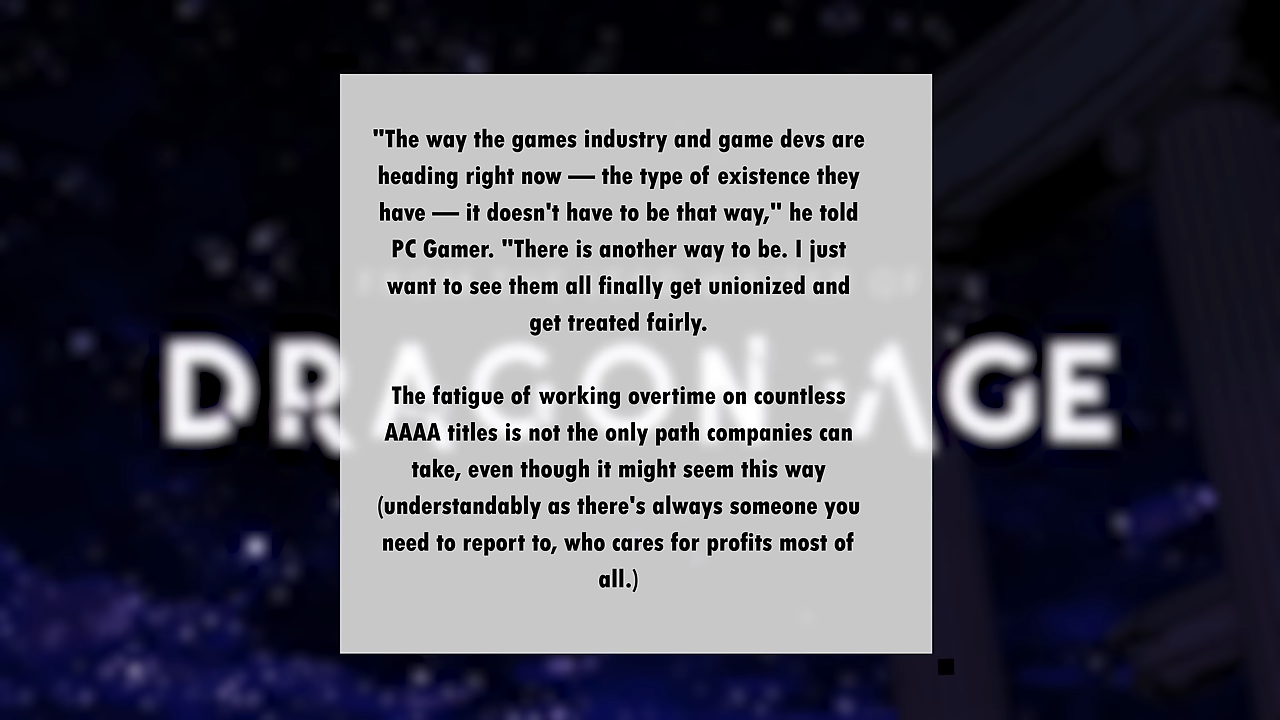 "The way the games industry and game devs are
heading right now — the type of existence they
have — it doesn't have to be that way," he told
PC Gamer. "There is another way to be. I just
want to see them all finally get unionized and
get treated fairly.
The fatigue of working overtime on countless
AAAA titles is not the only path companies can
take, even though it might seem this way
(understandably as there's always someone you
need to report to, who cares for profits most of
all.)
DRAGON AGE